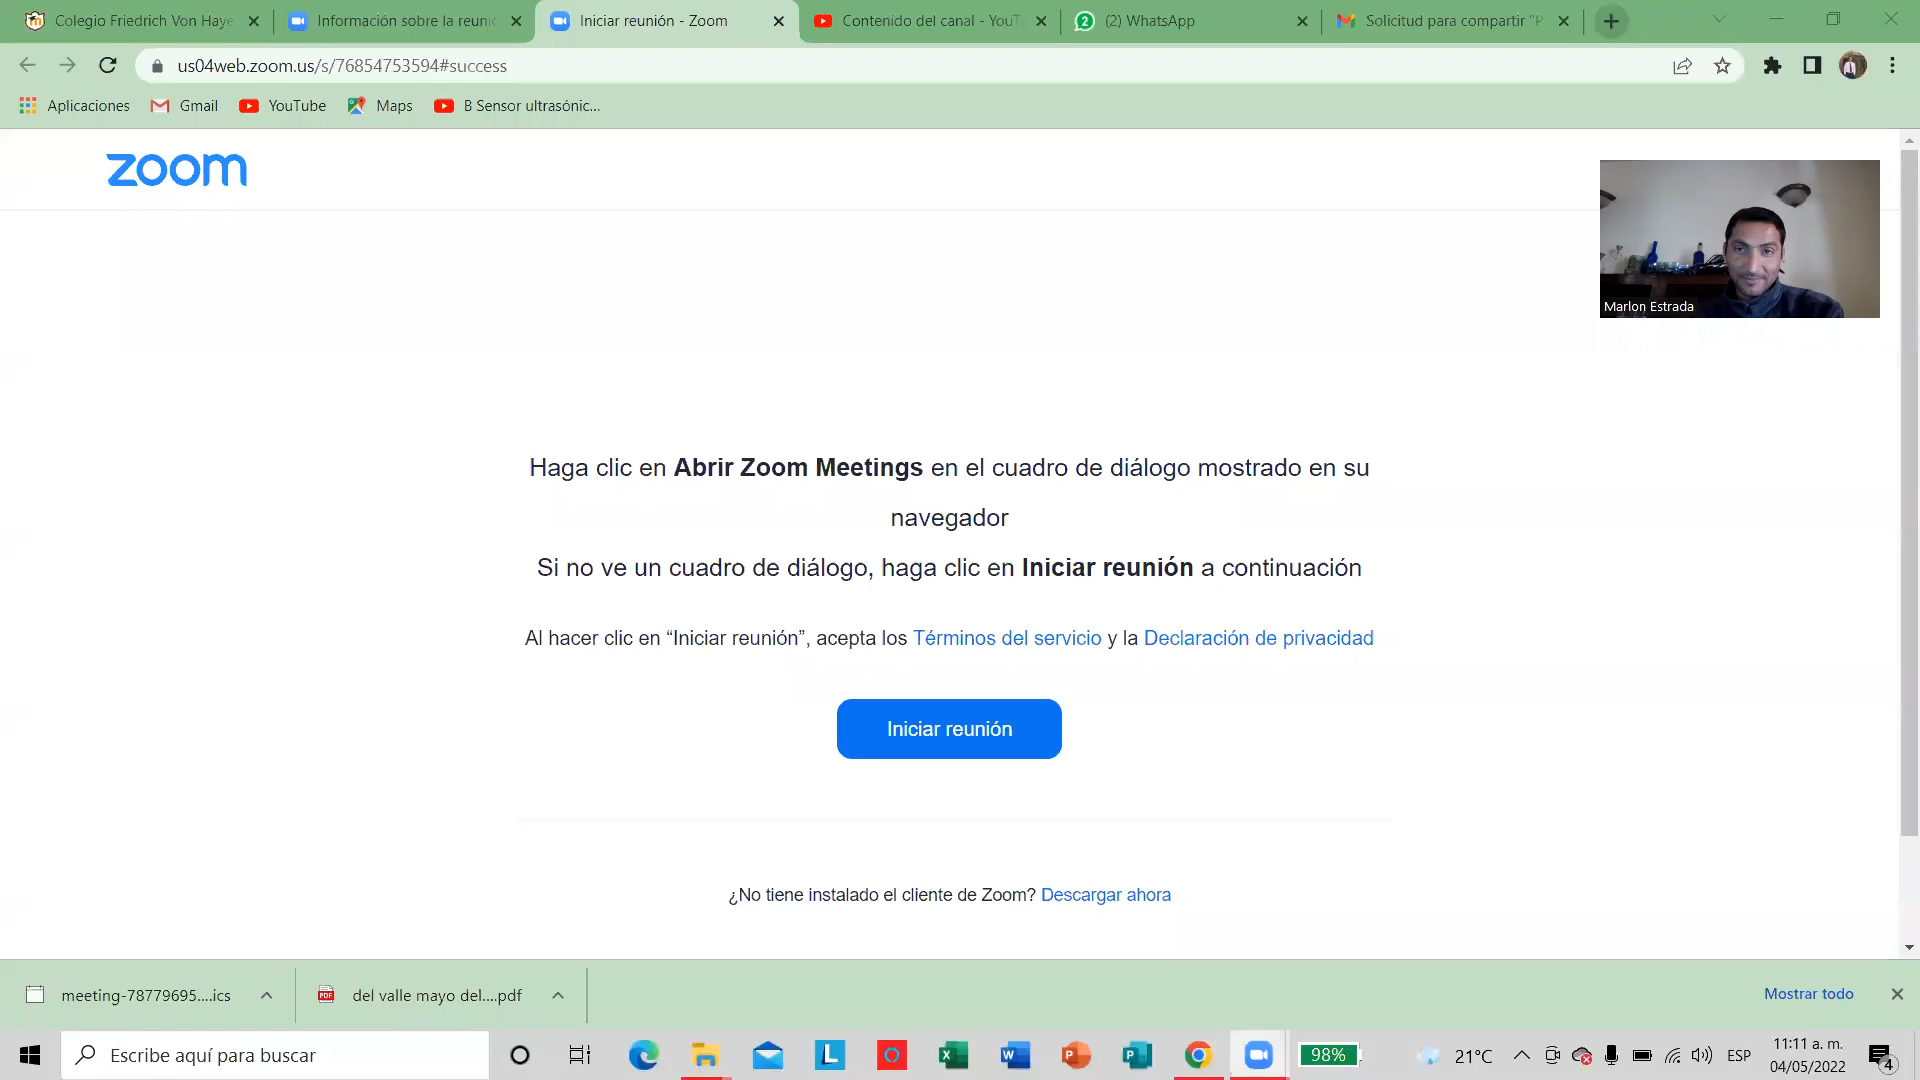 Colegio Friedrich Von Haye
Información sobre la reunic
Iniciar reunión - Zoom
Contenido del canal - YouT
(2) WhatsApp
Solicitud para compartir "P
us04web.zoom.us/s/76854753594#success
Aplicaciones
Gmail
YouTube
Maps
B Sensor ultrasónic...
zoom
Marlon Estrada
Haga clic en Abrir Zoom Meetings en el cuadro de diálogo mostrado en su
navegador
Si no ve un cuadro de diálogo, haga clic en Iniciar reunión a continuación
Al hacer clic en “Iniciar reunión”, acepta los Términos del servicio y la Declaración de privacidad
Iniciar reunión
¿No tiene instalado el cliente de Zoom? Descargar ahora
meeting-78779695....ics
PDF
del valle mayo del....pdf
Mostrar todo
Escribe aquí para buscar
98%
21°C
ESP
11:11 a. m.
04/05/2022
4